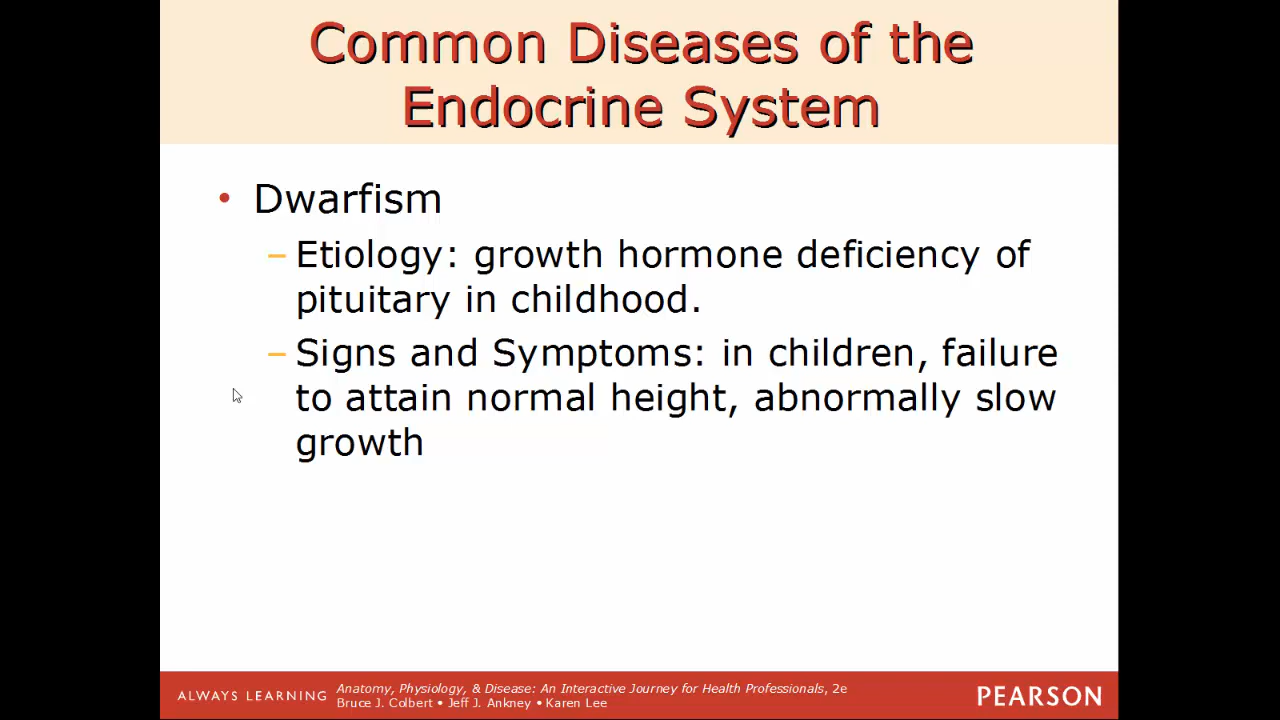 Common Diseases of the
Endocrine System
• Dwarfism
– Etiology: growth hormone deficiency of
pituitary in childhood.
– Signs and Symptoms: in children, failure
to attain normal height, abnormally slow
growth
ALWAYS LEARNING
Anatomy, Physiology, & Disease: An Interactive Journey for Health Professionals, 2e
Bruce J. Colbert • Jeff J. Ankney • Karen Lee
PEARSON